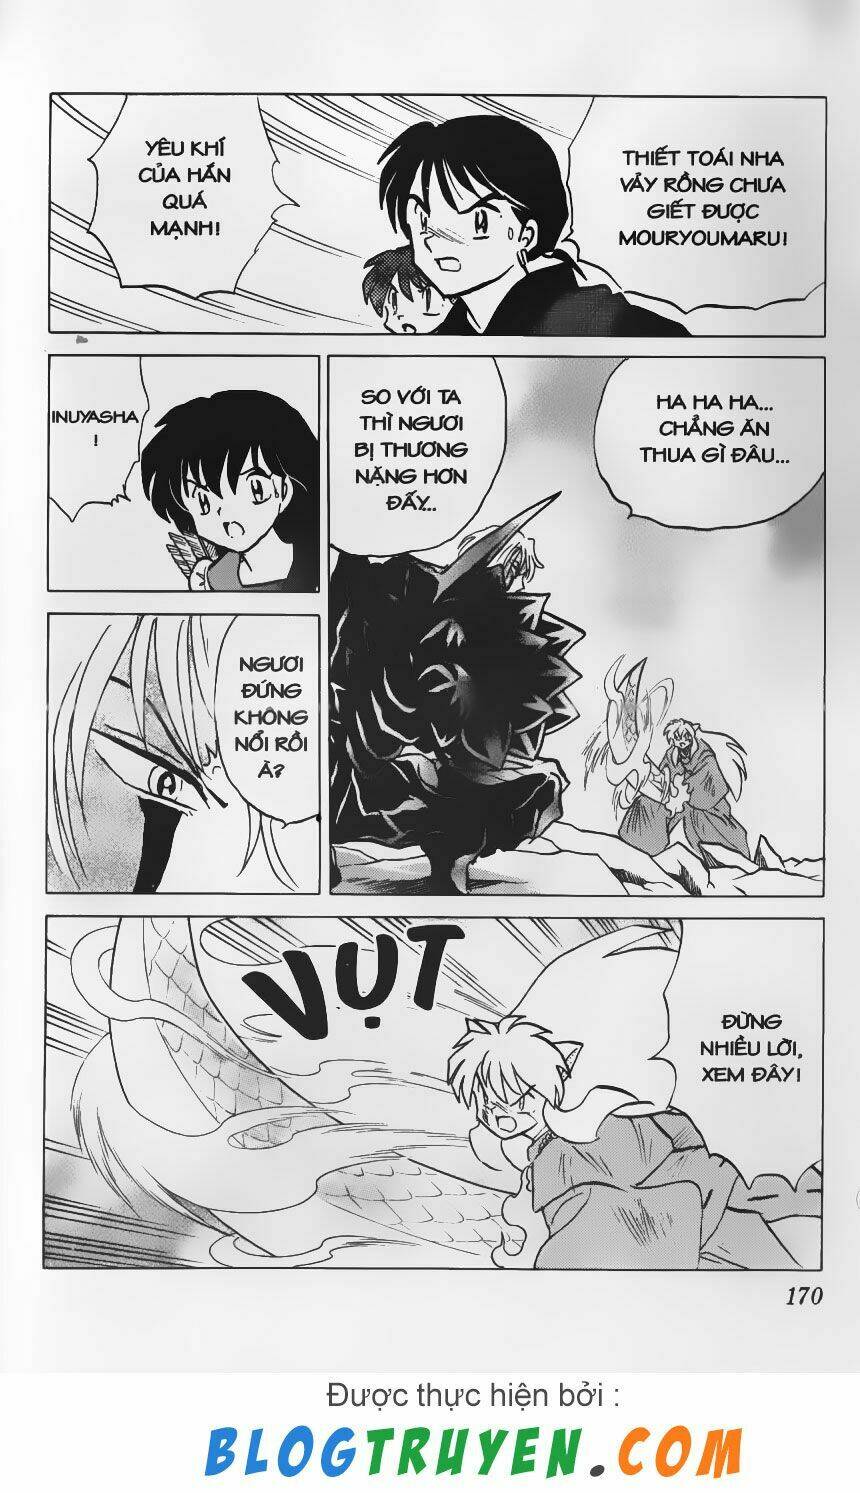 THIẾT TOÁI NHA
VẢY RỒNG CHƯA
GIẾT ĐƯỢC
MOURYOUMARU!
YÊU KHÍ
CỦA HẮN
QUÁ
MẠNH!
HA HA HA...
CHẲNG ĂN
THUA GÌ ĐÂU...
SO VỚI TA
THÌ NGƯƠI
BỊ THƯƠNG
NẶNG HƠN
ĐẤY...
INUYASHA
!
NGƯƠI
ĐỨNG
KHÔNG
NỔI RỒI
À?
VỤT
ĐỪNG
NHIỀU LỜI,
XEM ĐÂY!
170
Được thực hiện bởi :
BLOGTRUYEN.COM